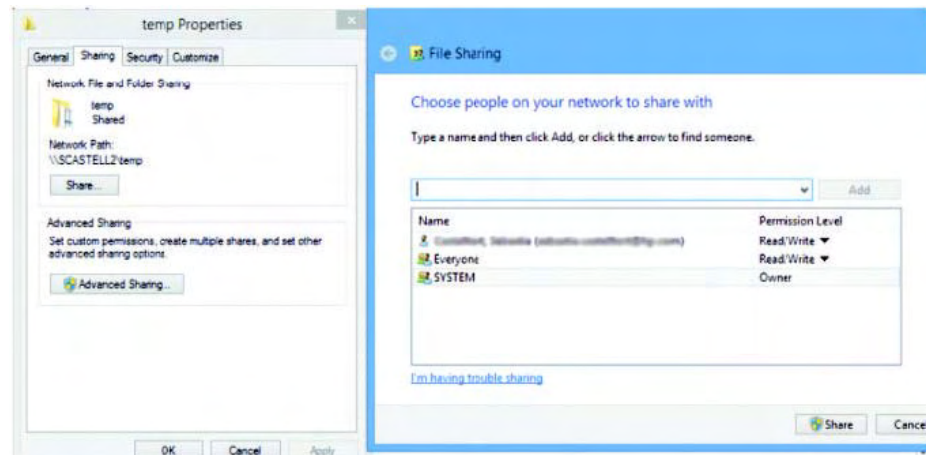 temp Properties
General Sharing Security Customize
Network File and Folder Sharing
temp
Shared
Network Path:
\\SCASTELL2\temp
Share...
Advanced Sharing
Set custom permissions, create multiple shares, and set other
advanced sharing options.
Advanced Sharing...
OK Cancel Apply
File Sharing
Choose people on your network to share with
Type a name and then click Add, or click the arrow to find someone.
Add
Name Permission Level
Read/Write
Everyone Read/Write
SYSTEM Owner
I'm having trouble sharing
Share Cance